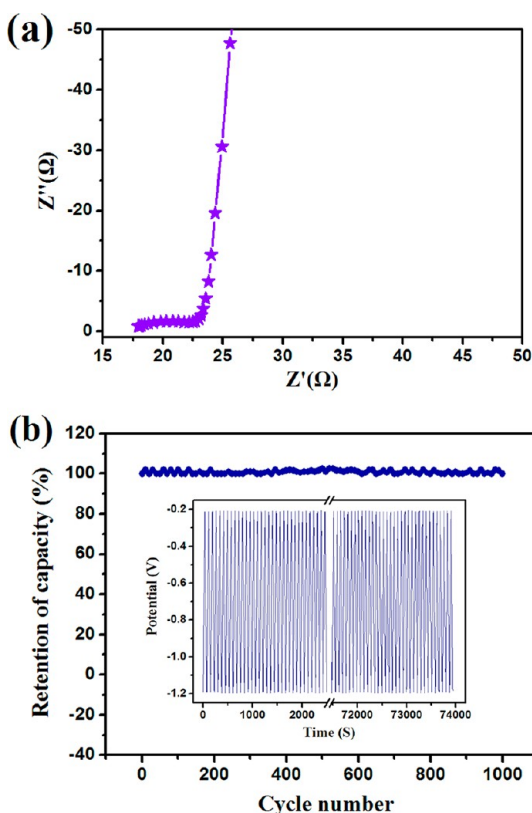 (a)
-50
-40
-30
-20
-10
0
Z''(Ω)
15 20 25 30 35 40 45 50
Z'(Ω)
(b)
120
100
80
60
40
20
0
-20
-40
Retention of capacity (%)
-0.2
-0.4
-0.6
-0.8
-1.0
-1.2
Potential (V)
0 1000 2000 72000 73000 74000
Time (S)
0 200 400 600 800 1000
Cycle number